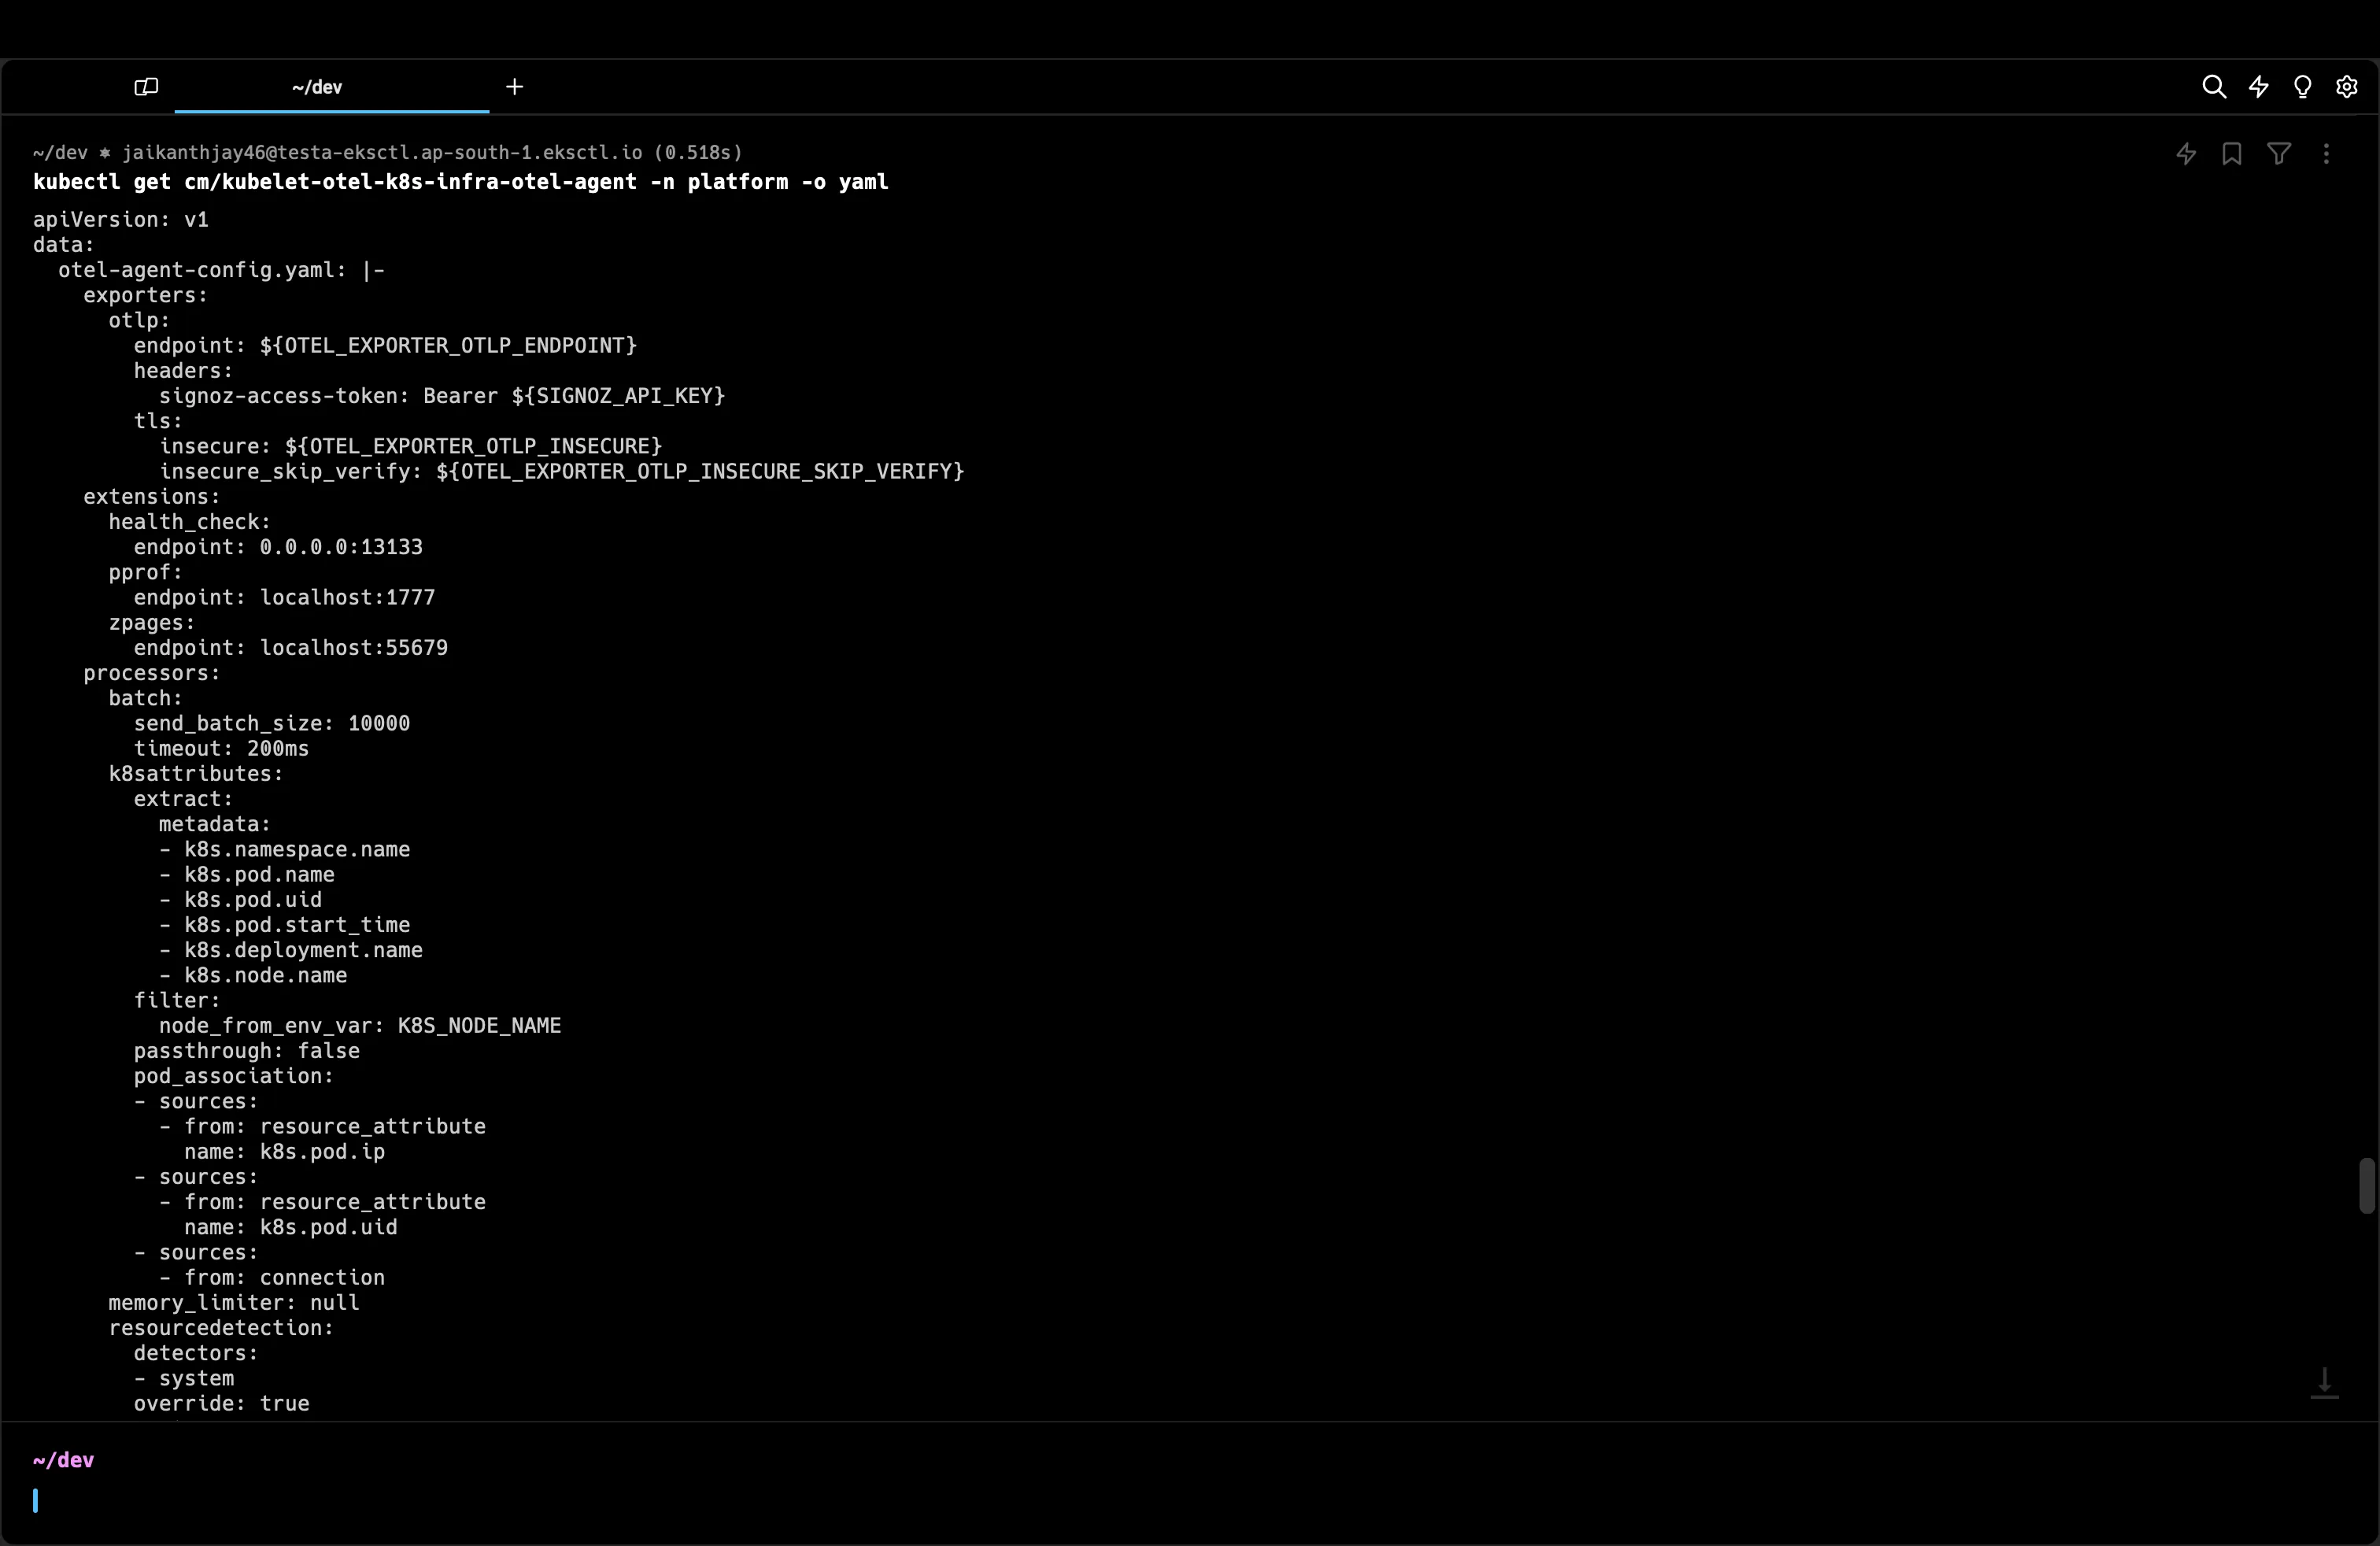 ~/dev
~/dev ⎈ jaikanthjay46@testa-eksctl.ap-south-1.eksctl.io (0.518s)
kubectl get cm/kubelet-otel-k8s-infra-otel-agent -n platform -o yaml
apiVersion: v1
data:
  otel-agent-config.yaml: |-
    exporters:
      otlp:
        endpoint: ${OTEL_EXPORTER_OTLP_ENDPOINT}
        headers:
          signoz-access-token: Bearer ${SIGNOZ_API_KEY}
        tls:
          insecure: ${OTEL_EXPORTER_OTLP_INSECURE}
          insecure_skip_verify: ${OTEL_EXPORTER_OTLP_INSECURE_SKIP_VERIFY}
    extensions:
      health_check:
        endpoint: 0.0.0.0:13133
      pprof:
        endpoint: localhost:1777
      zpages:
        endpoint: localhost:55679
    processors:
      batch:
        send_batch_size: 10000
        timeout: 200ms
      k8sattributes:
        extract:
          metadata:
          - k8s.namespace.name
          - k8s.pod.name
          - k8s.pod.uid
          - k8s.pod.start_time
          - k8s.deployment.name
          - k8s.node.name
        filter:
          node_from_env_var: K8S_NODE_NAME
        passthrough: false
        pod_association:
        - sources:
          - from: resource_attribute
            name: k8s.pod.ip
        - sources:
          - from: resource_attribute
            name: k8s.pod.uid
        - sources:
          - from: connection
      memory_limiter: null
      resourcedetection:
        detectors:
        - system
        override: true
~/dev